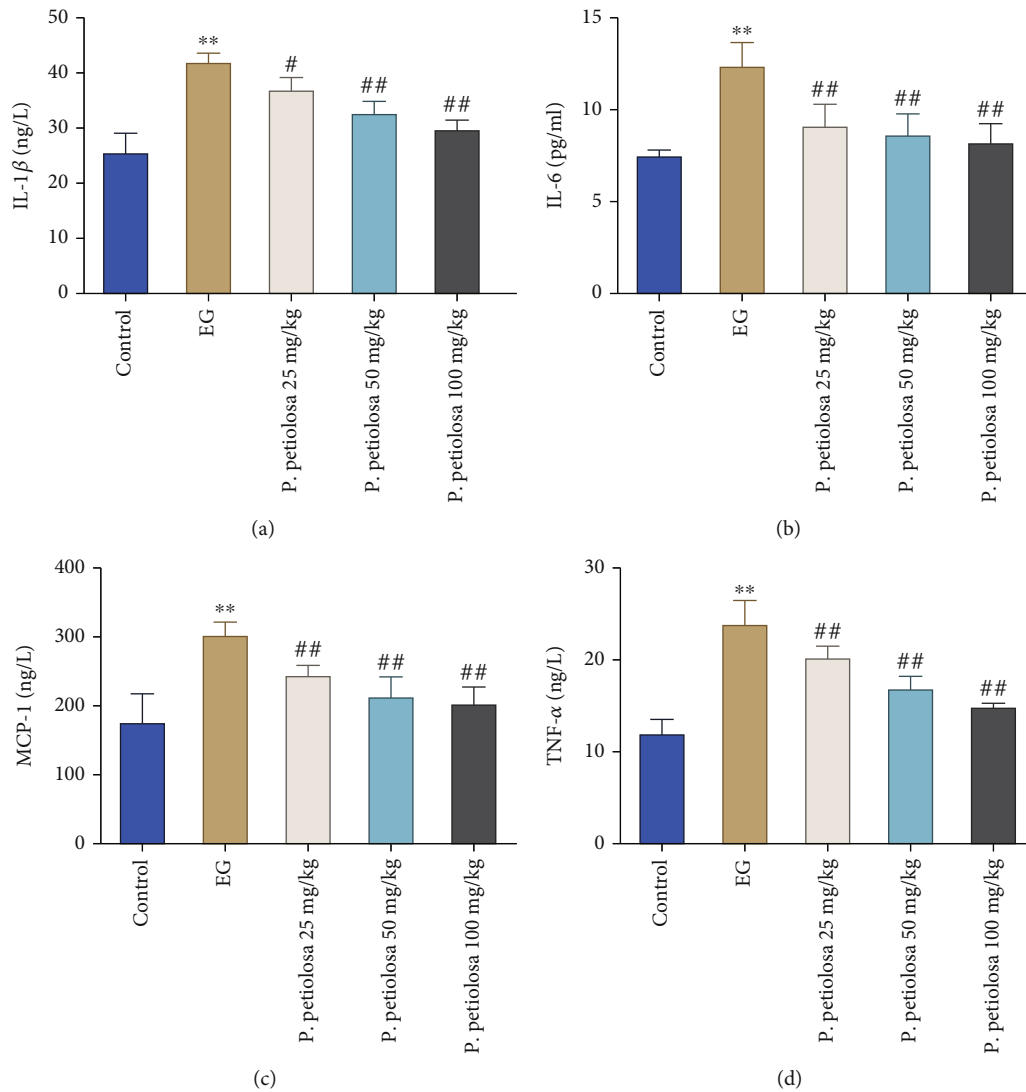 50
40
30
20
10
0
IL-1β (ng/L)
**
#
##
##
Control
EG
P. petiolosa 25 mg/kg
P. petiolosa 50 mg/kg
P. petiolosa 100 mg/kg
(a)
15
10
5
0
IL-6 (pg/ml)
**
##
##
##
Control
EG
P. petiolosa 25 mg/kg
P. petiolosa 50 mg/kg
P. petiolosa 100 mg/kg
(b)
400
300
200
100
0
MCP-1 (ng/L)
**
##
##
##
Control
EG
P. petiolosa 25 mg/kg
P. petiolosa 50 mg/kg
P. petiolosa 100 mg/kg
(c)
30
20
10
0
TNF-α (ng/L)
**
##
##
##
Control
EG
P. petiolosa 25 mg/kg
P. petiolosa 50 mg/kg
P. petiolosa 100 mg/kg
(d)